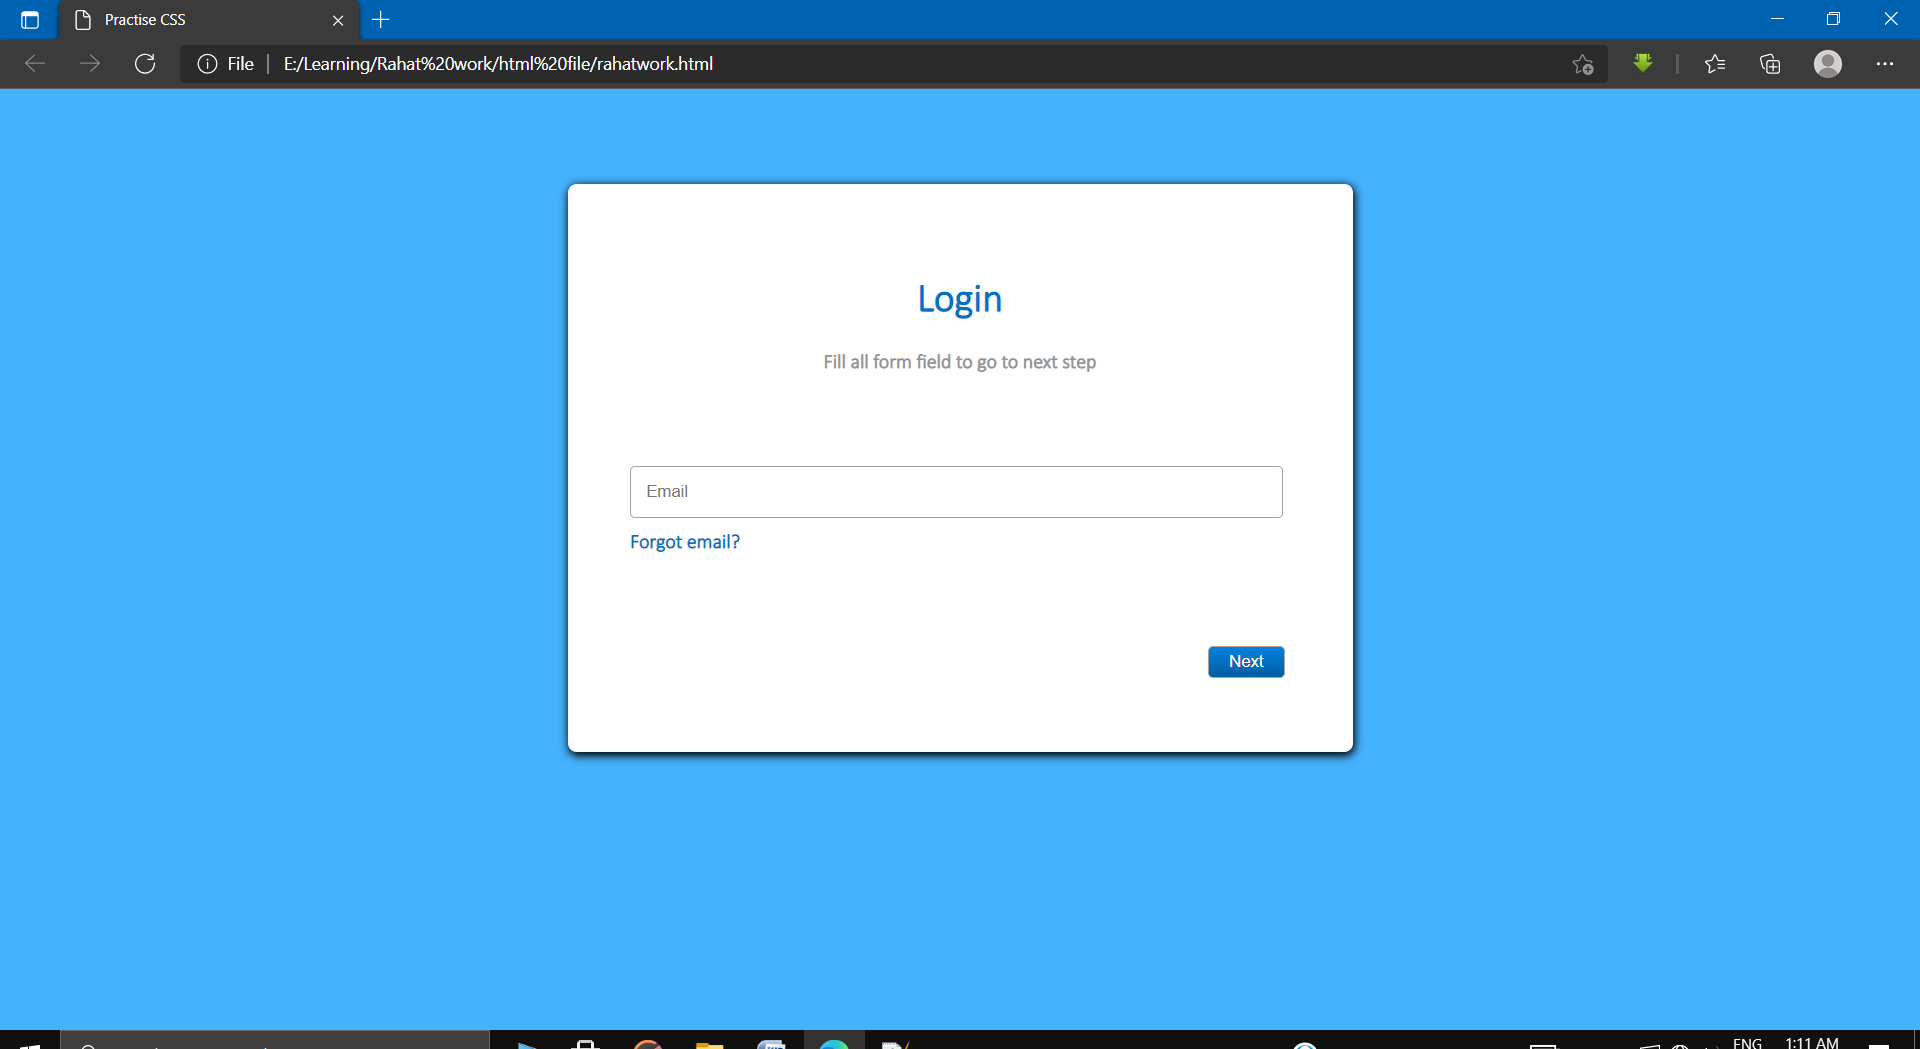 Practise CSS
File E:/Learning/Rahat%20work/html%20file/rahatwork.html
Login
Fill all form field to go to next step
Email
Forgot email?
Next
ENG 1:11 AM